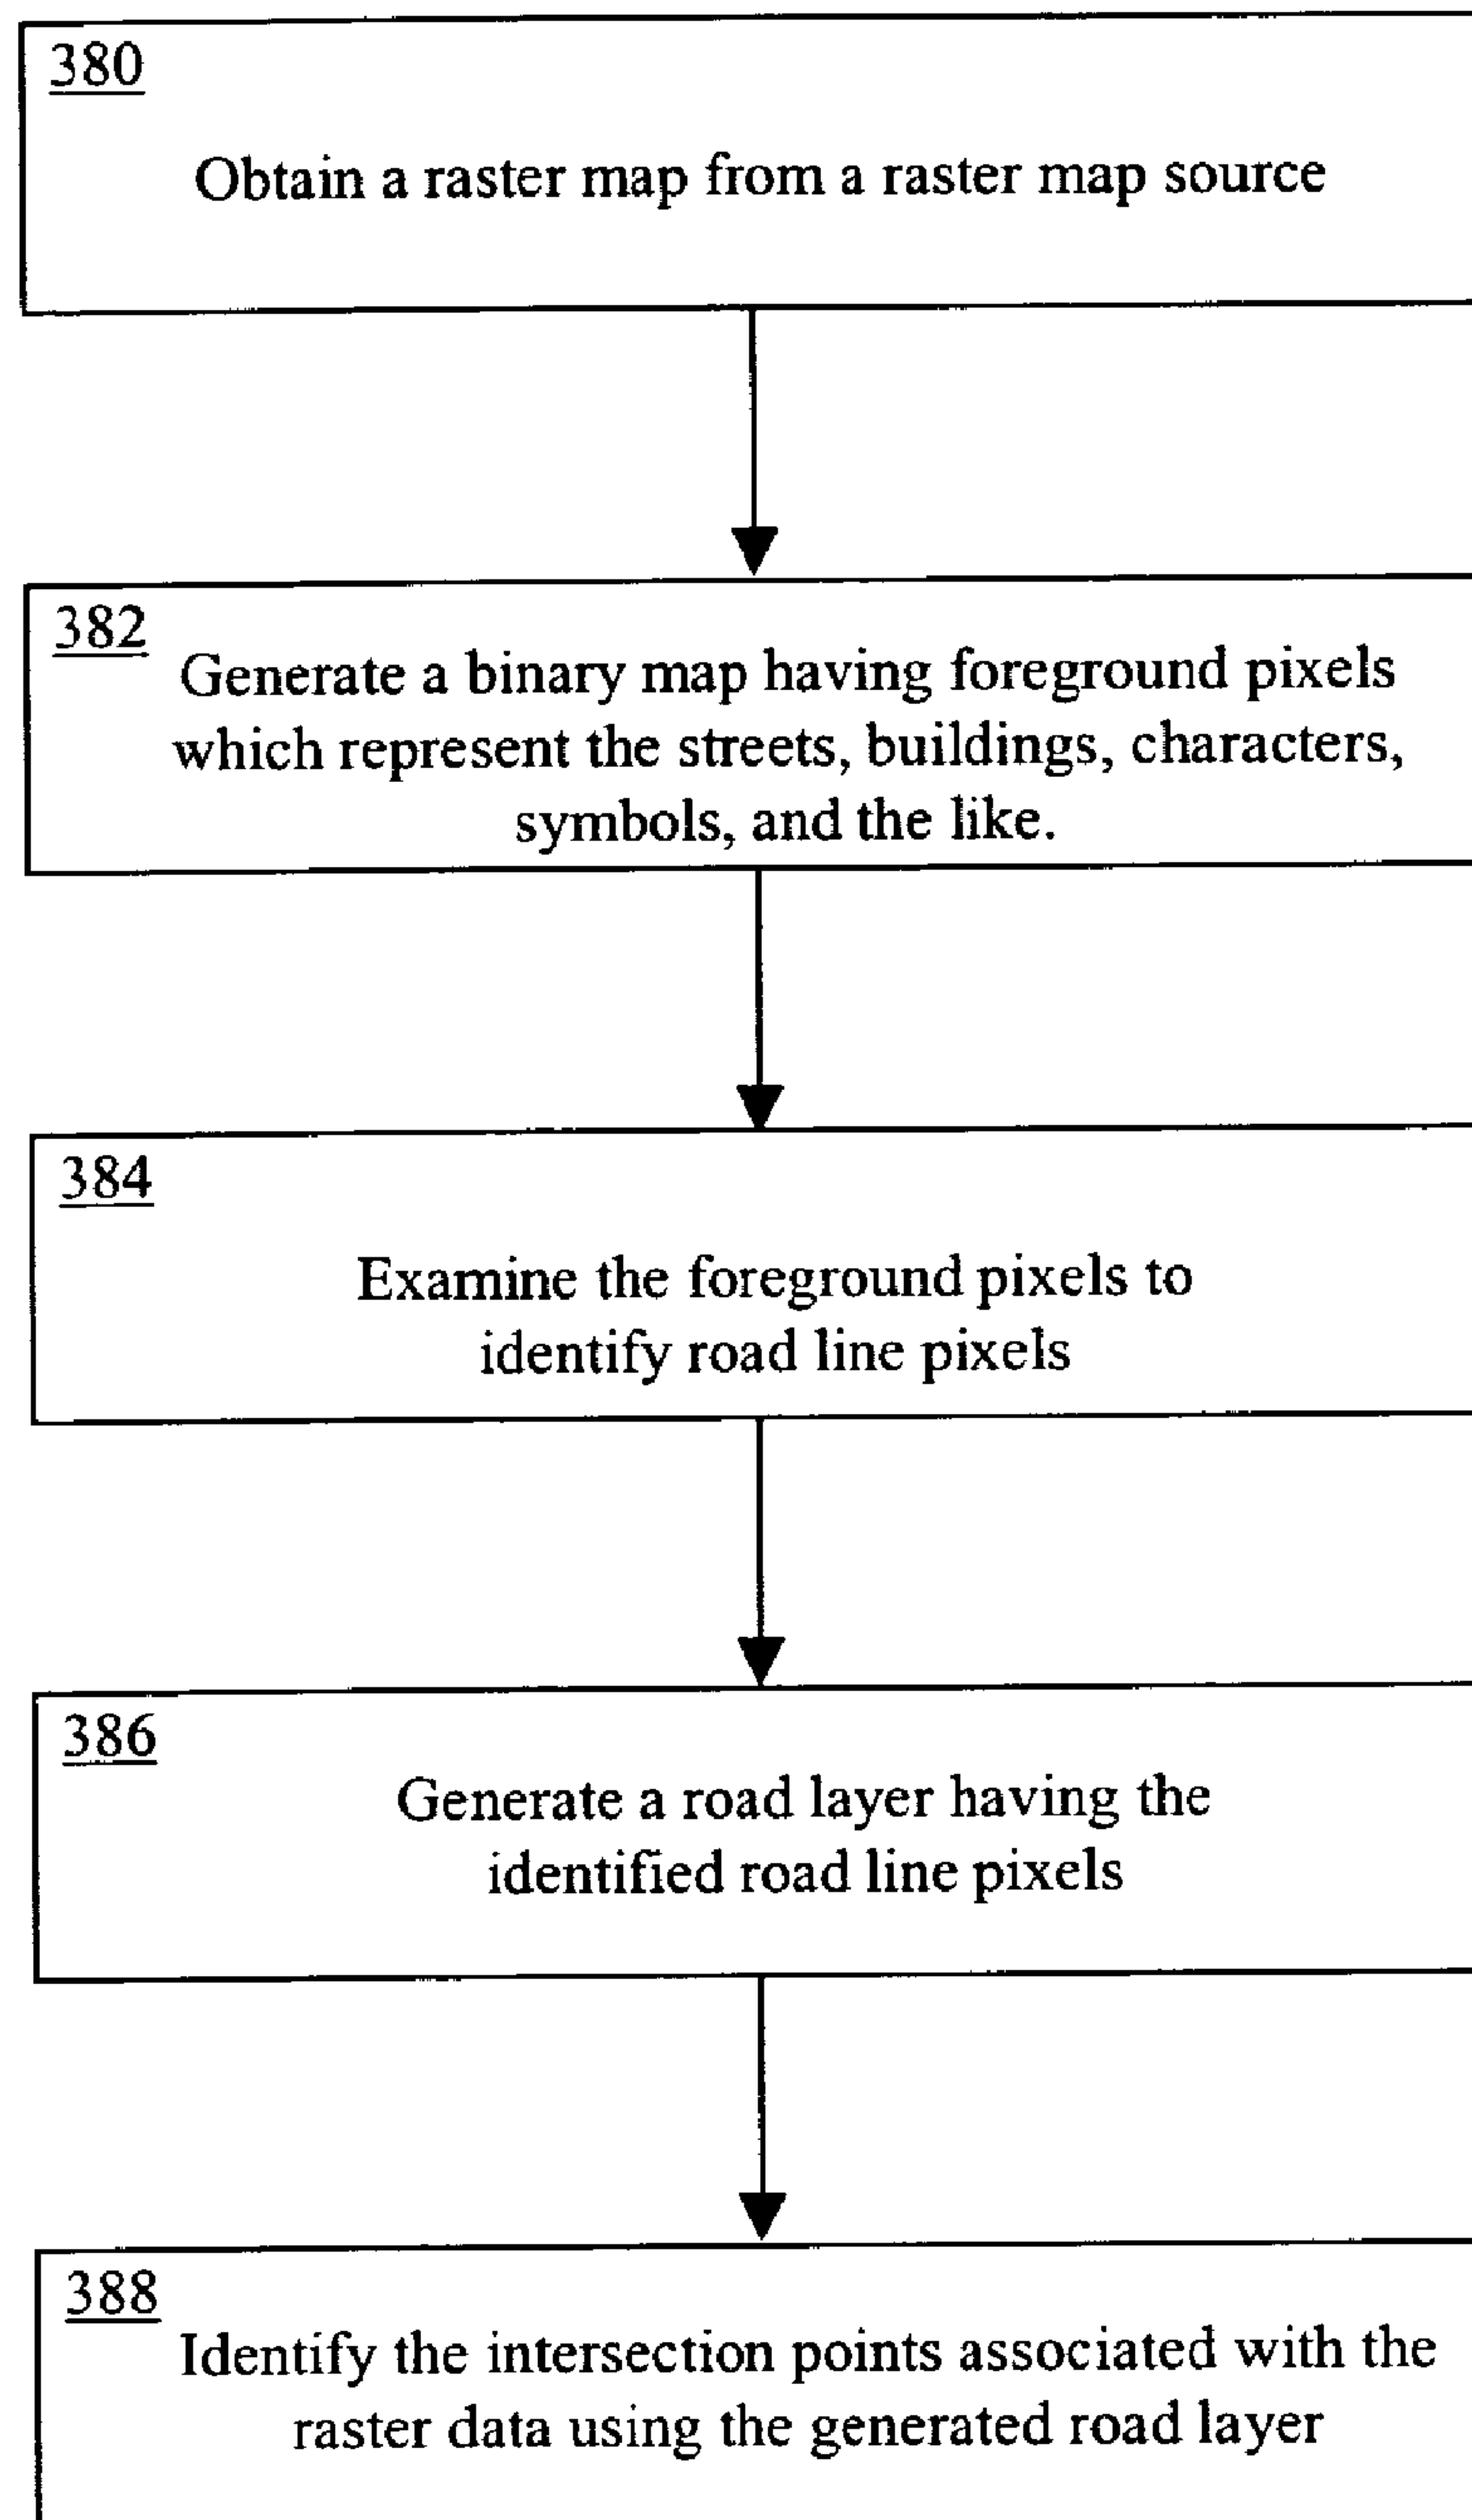 380
Obtain a raster map from a raster map source
382
Generate a binary map having foreground pixels
which represent the streets, buildings, characters,
symbols, and the like.
384
Examine the foreground pixels to
identify road line pixels
386
Generate a road layer having the
identified road line pixels
388
Identify the intersection points associated with the
raster data using the generated road layer